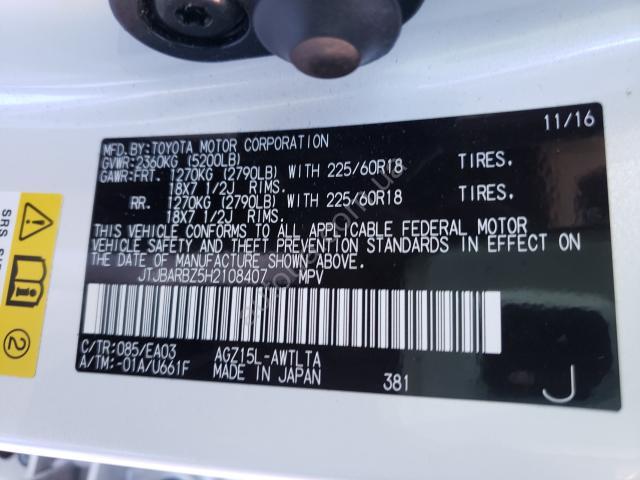 11/16
MFD.BY:TOYOTA MOTOR CORPORATION
GVWR:2360KG (5200LB)
GAWR:FRT. 1270KG (2790LB) WITH 225/60R18 TIRES.
18X7 1/2J RIMS.
RR. 1270KG (2790LB) WITH 225/60R18 TIRES.
18X7 1/2J RIMS.
THIS VEHICLE CONFORMS TO ALL APPLICABLE FEDERAL MOTOR
VEHICLE SAFETY AND THEFT PREVENTION STANDARDS IN EFFECT ON
THE DATE OF MANUFACTURE SHOWN ABOVE.
JTJBARBZ5H2108407 MPV
C/TR:085/EA03 AGZ15L-AWTLTA
A/TM:-01A/U661F MADE IN JAPAN 381 J
SRS
2